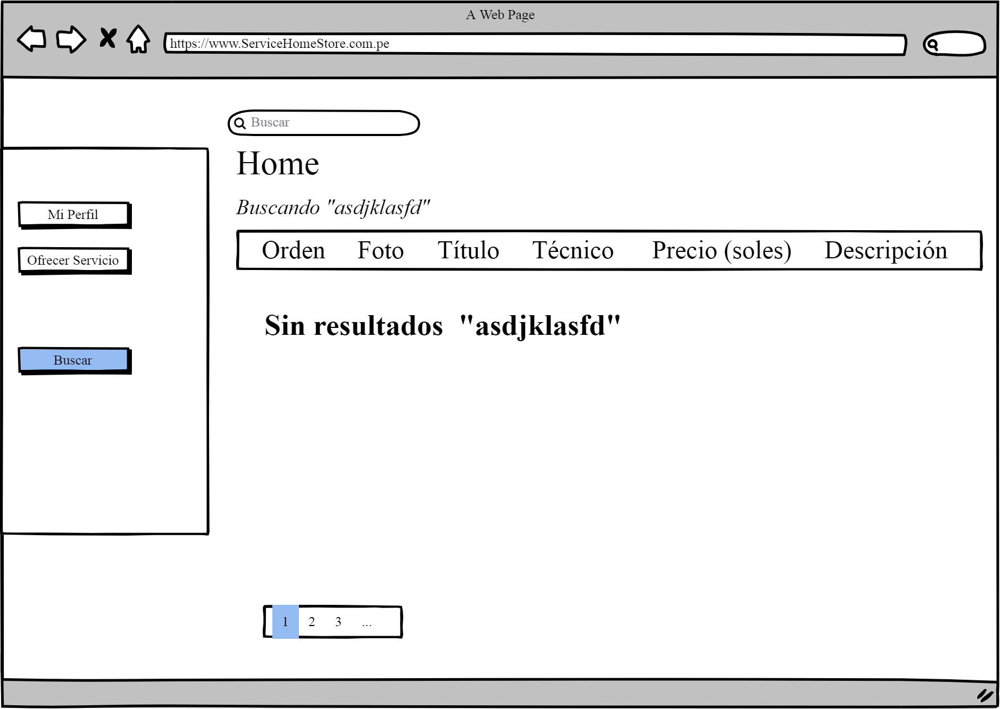 A Web Page
https://www.ServiceHomeStore.com.pe
Buscar
Home
Buscando "asdjklasfd"
Mi Perfil
Ofrecer Servicio
Buscar
Orden Foto Título Técnico Precio (soles) Descripción
Sin resultados "asdjklasfd"
1 2 3 ...